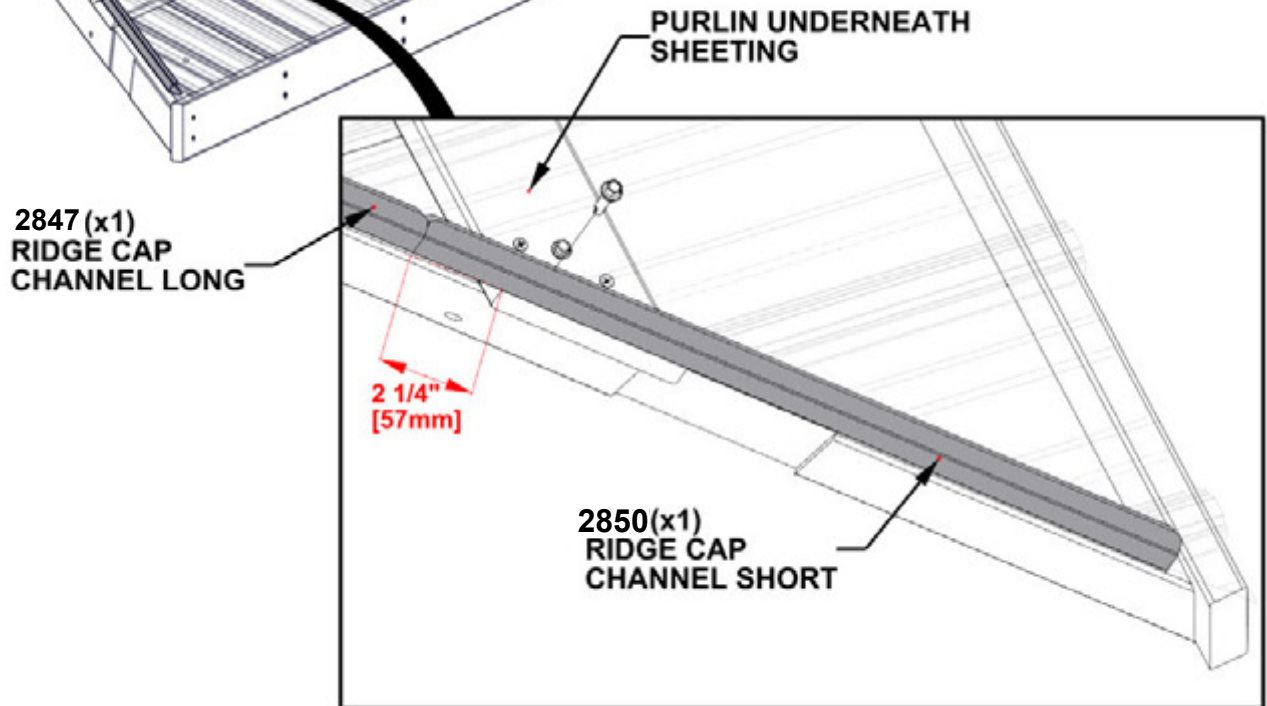 PURLIN UNDERNEATH
SHEETING
2847 (x1)
RIDGE CAP
CHANNEL LONG
2 1/4"
[57mm]
2850(x1)
RIDGE CAP
CHANNEL SHORT